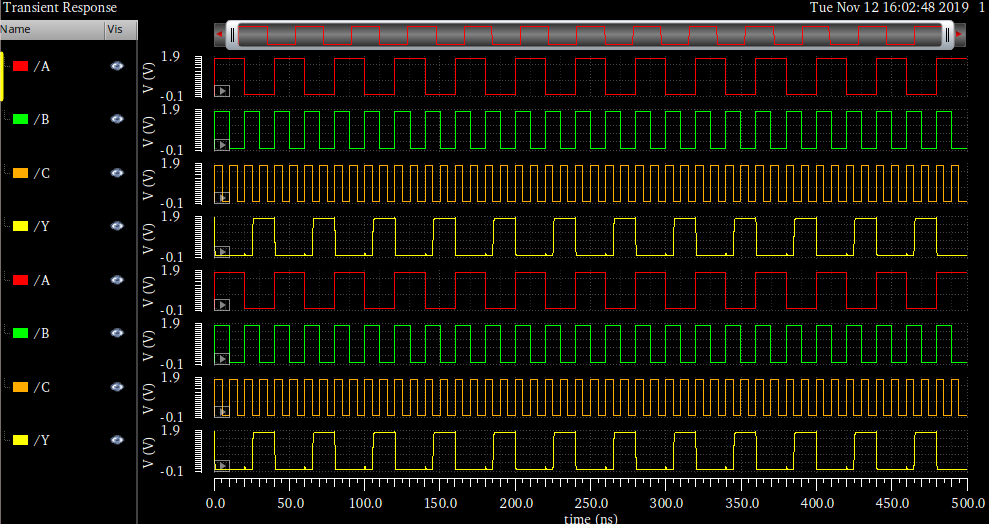 Transient Response
Tue Nov 12 16:02:48 2019 1
Name Vis
/A
V (V)
1.9
-0.1
/B
V (V)
1.9
-0.1
/C
V (V)
1.9
-0.1
/Y
V (V)
1.9
-0.1
/A
V (V)
1.9
-0.1
/B
V (V)
1.9
-0.1
/C
V (V)
1.9
-0.1
/Y
V (V)
1.9
-0.1
0.0 50.0 100.0 150.0 200.0 250.0 300.0 350.0 400.0 450.0 500.0
time (ns)